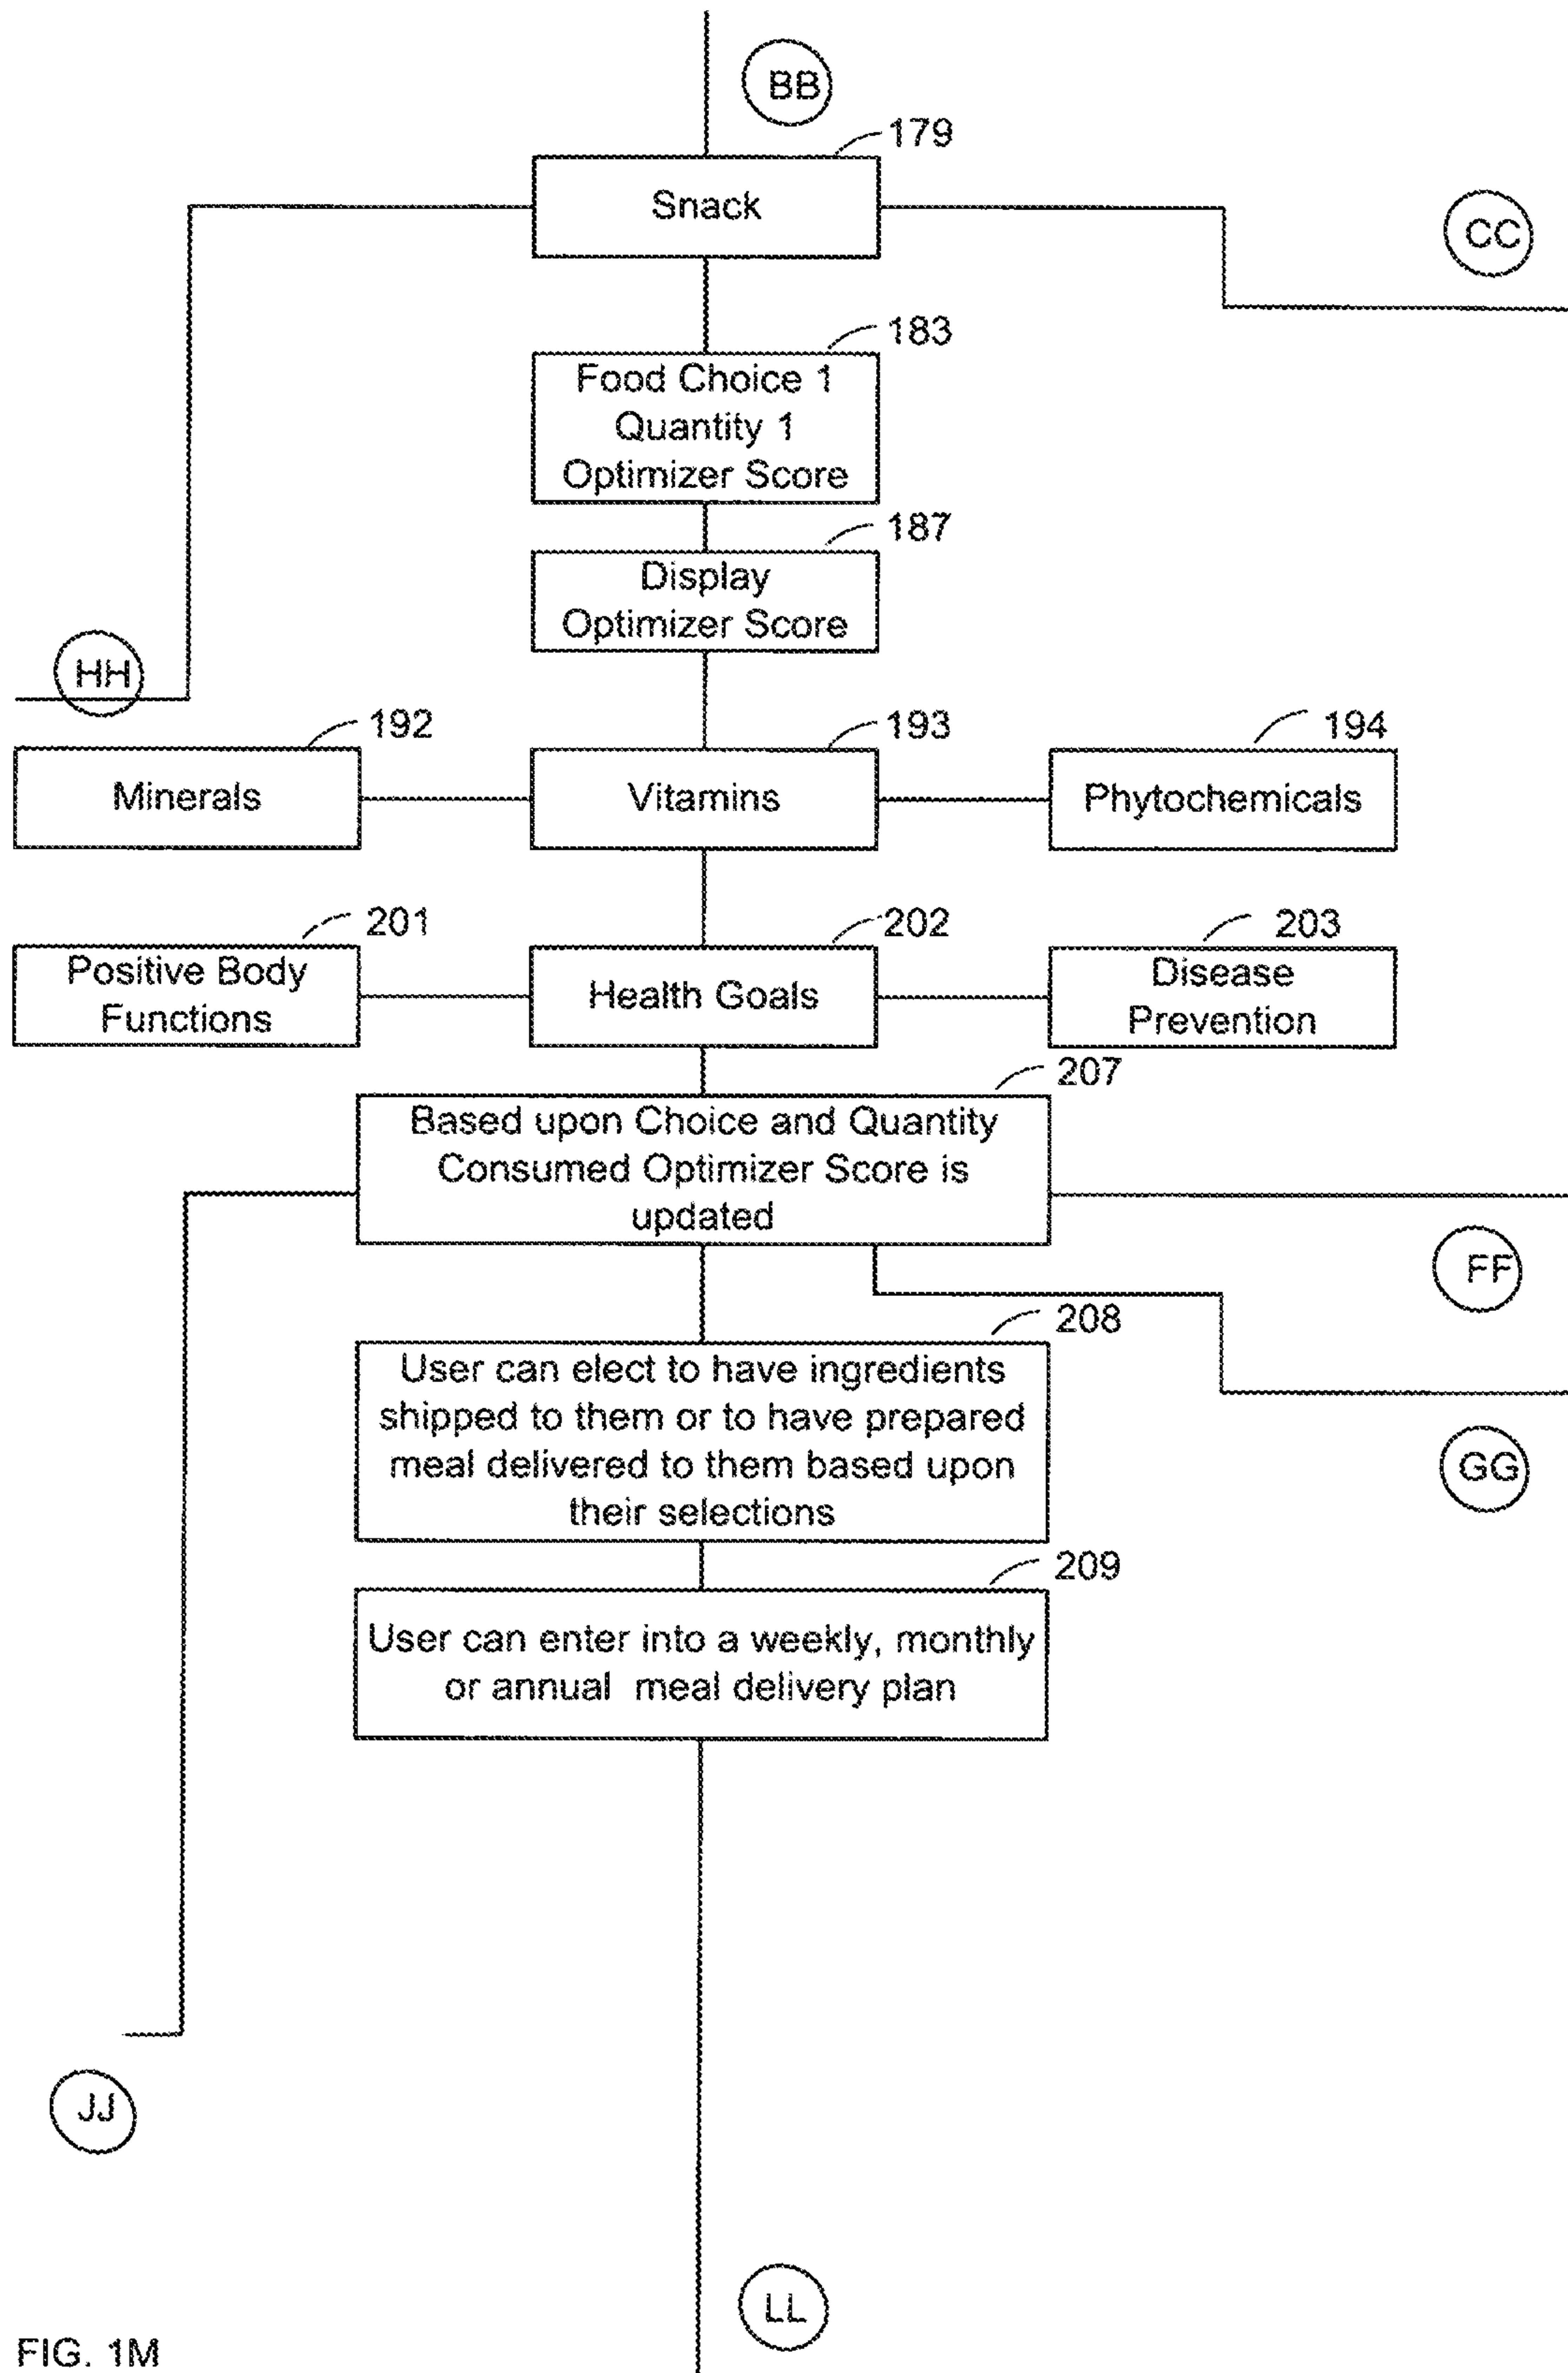 BB
179
Snack
CC
183
Food Choice 1
Quantity 1
Optimizer Score
187
Display
Optimizer Score
HH
192
193
194
Minerals
Vitamins
Phytochemicals
201
202
203
Positive Body
Functions
Health Goals
Disease
Prevention
207
Based upon Choice and Quantity
Consumed Optimizer Score is
updated
FF
208
User can elect to have ingredients
shipped to them or to have prepared
meal delivered to them based upon
their selections
GG
209
User can enter into a weekly, monthly
or annual meal delivery plan
JJ
LL
FIG. 1M